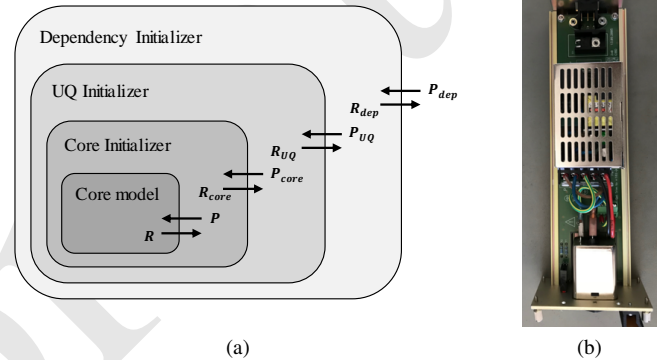 Dependency Initializer
P_dep
UQ Initializer
R_dep
P_UQ
Core Initializer
R_UQ
P_core
Core model
R_core
P
R
(a)
(b)